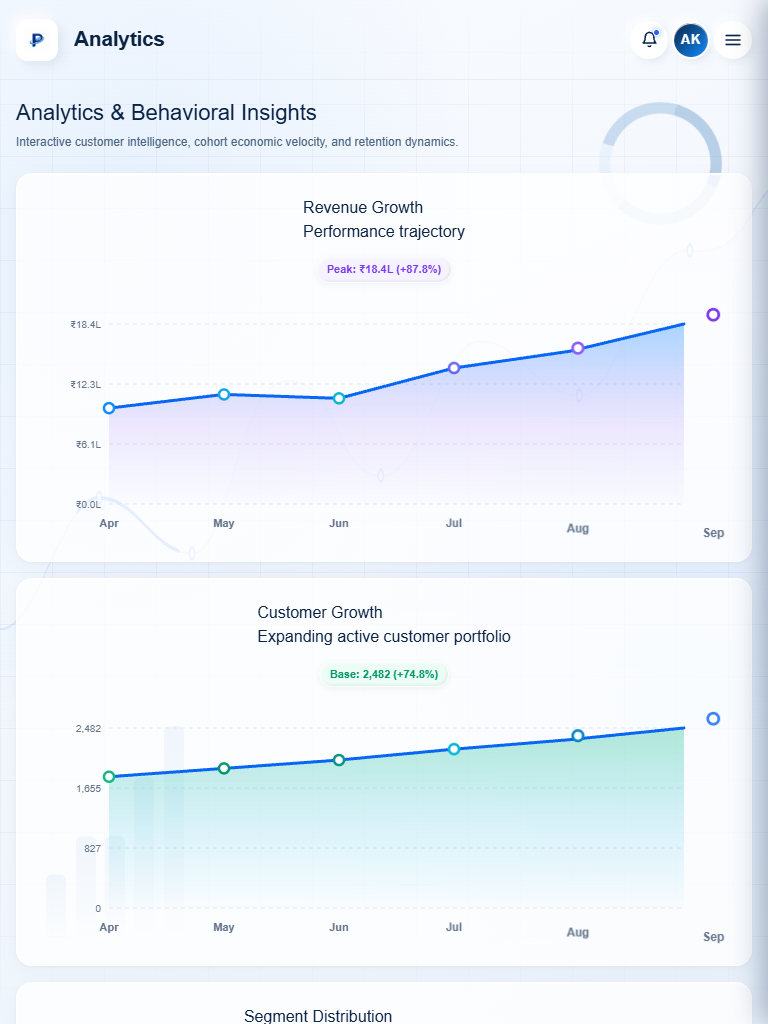 Analytics
AK
Analytics & Behavioral Insights
Interactive customer intelligence, cohort economic velocity, and retention dynamics.
Revenue Growth
Performance trajectory
Peak: ₹18.4L (+87.8%)
₹18.4L
₹12.3L
₹6.1L
₹0.0L
Apr May Jun Jul Aug Sep
Customer Growth
Expanding active customer portfolio
Base: 2,482 (+74.8%)
2,482
1,655
827
0
Apr May Jun Jul Aug Sep
Segment Distribution